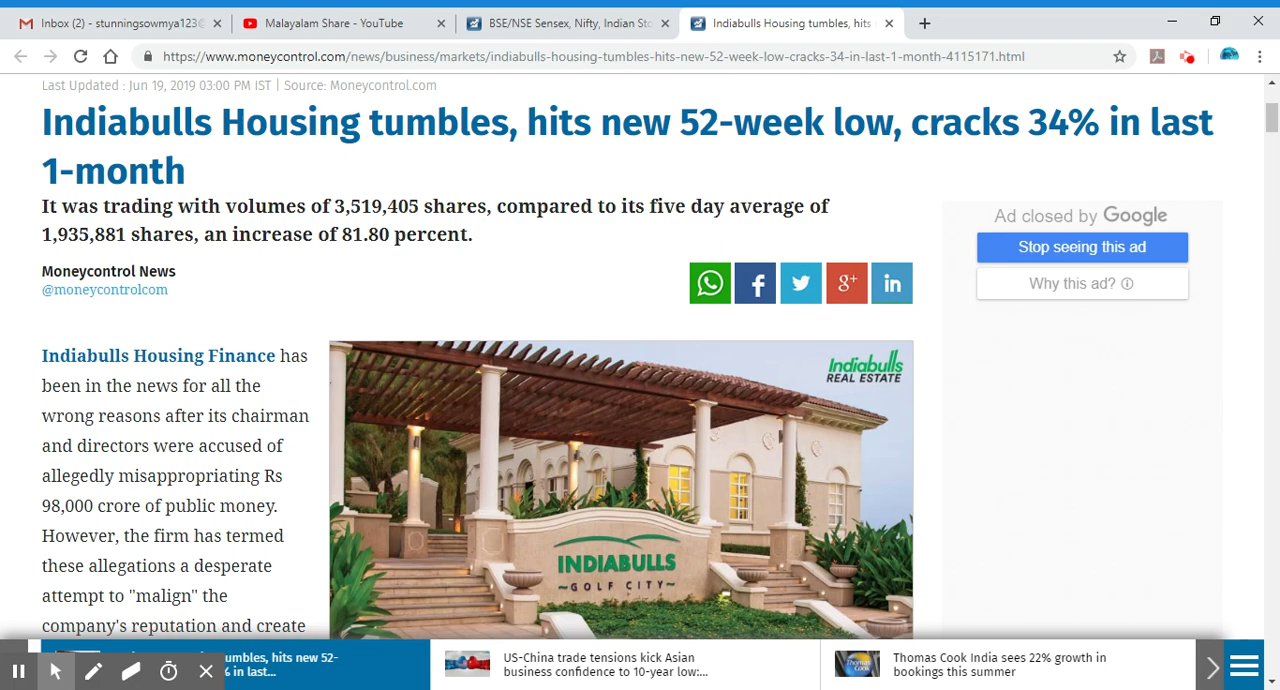 Inbox (2) - stunningsowmya123@
Malayalam Share - YouTube
BSE/NSE Sensex, Nifty, Indian Sto
Indiabulls Housing tumbles, hits
https://www.moneycontrol.com/news/business/markets/indiabulls-housing-tumbles-hits-new-52-week-low-cracks-34-in-last-1-month-4115171.html
Last Updated : Jun 19, 2019 03:00 PM IST | Source: Moneycontrol.com
Indiabulls Housing tumbles, hits new 52-week low, cracks 34% in last
1-month
It was trading with volumes of 3,519,405 shares, compared to its five day average of
1,935,881 shares, an increase of 81.80 percent.
Moneycontrol News
@moneycontrolcom
Ad closed by Google
Stop seeing this ad
Why this ad?
Indiabulls Housing Finance has
been in the news for all the
wrong reasons after its chairman
and directors were accused of
allegedly misappropriating Rs
98,000 crore of public money.
However, the firm has termed
these allegations a desperate
attempt to "malign" the
company's reputation and create
Indiabulls
REAL ESTATE
INDIABULLS
~GOLF CITY~
umbles, hits new 52-
% in last...
US-China trade tensions kick Asian
business confidence to 10-year low:...
Thomas Cook
Thomas Cook India sees 22% growth in
bookings this summer